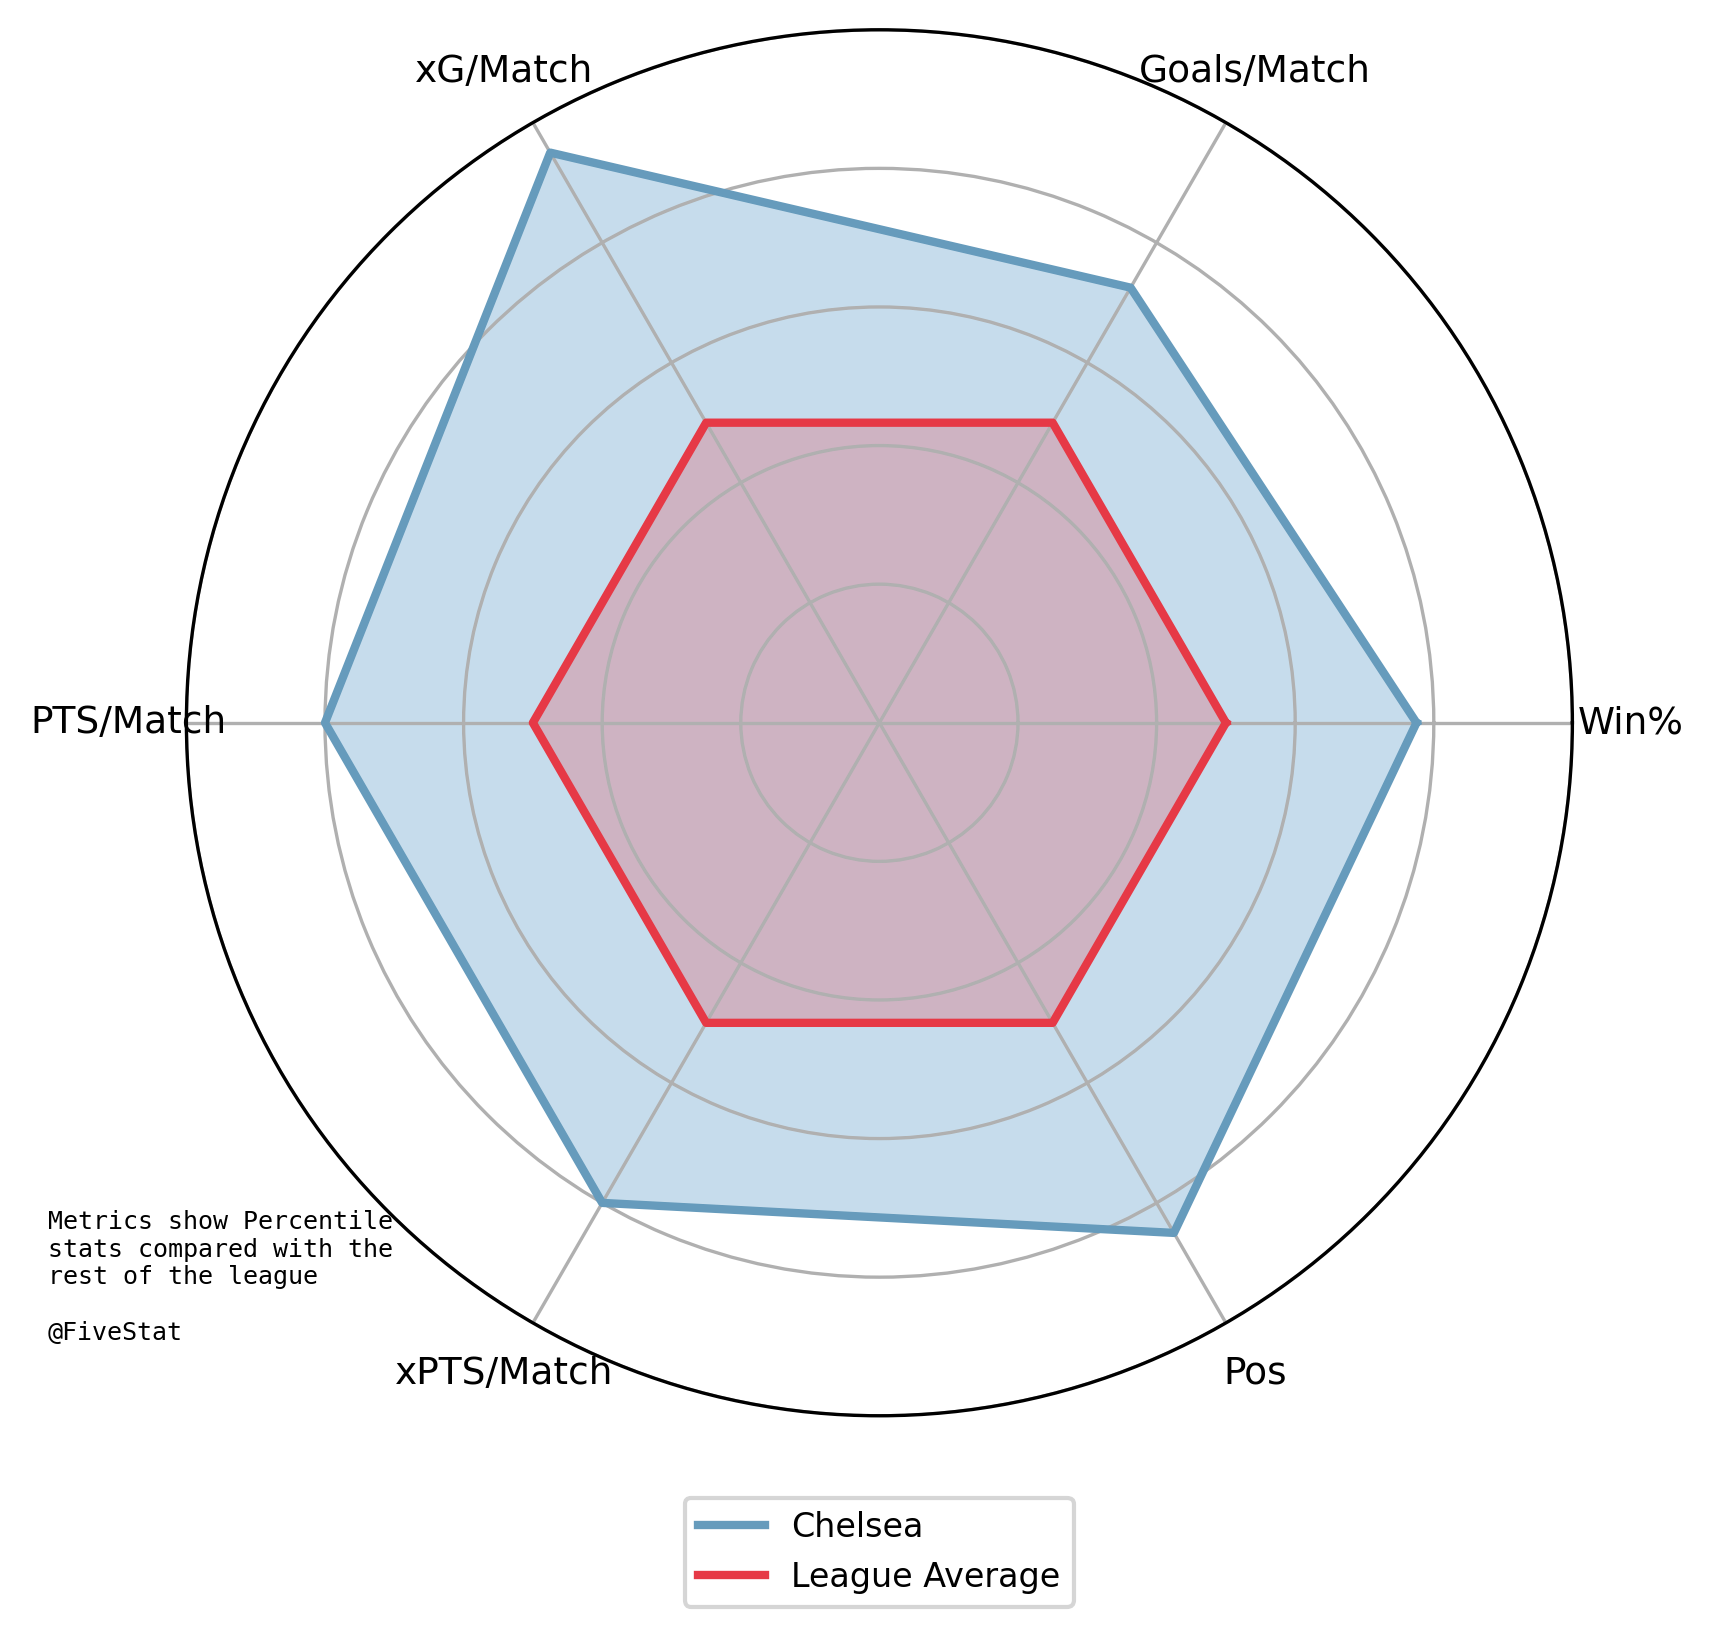 xG/Match
Goals/Match
PTS/Match
Win%
Metrics show Percentile
stats compared with the
rest of the league
@FiveStat
xPTS/Match
Pos
Chelsea
League Average